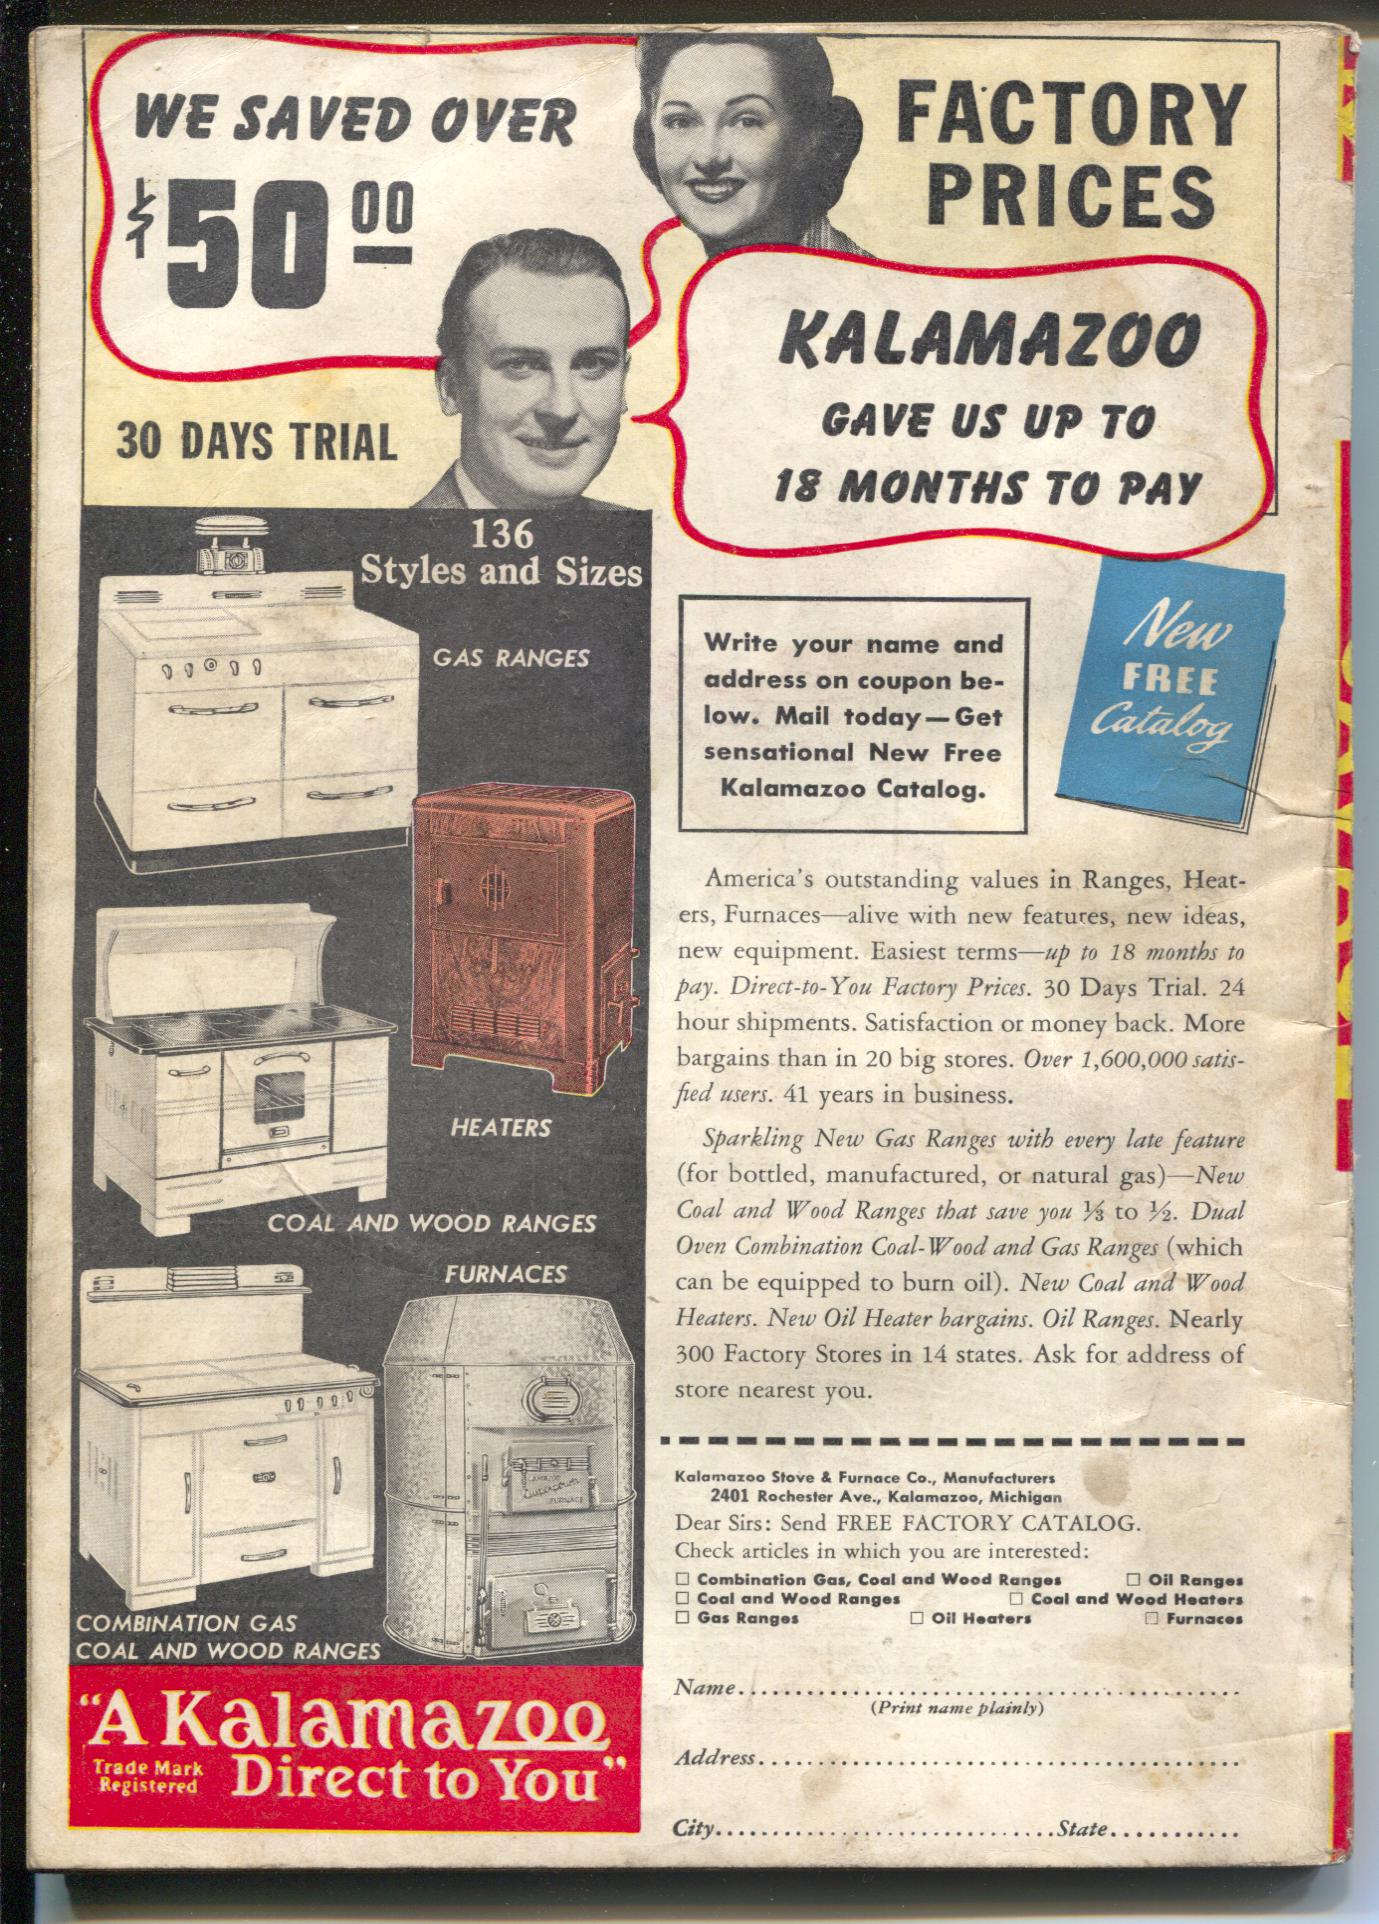 WE SAVED OVER
$50 00
FACTORY
PRICES
KALAMAZOO
GAVE US UP TO
18 MONTHS TO PAY
30 DAYS TRIAL
136
Styles and Sizes
GAS RANGES
HEATERS
COAL AND WOOD RANGES
FURNACES
COMBINATION GAS
COAL AND WOOD RANGES
"A Kalamazoo
Trade Mark
Registered
Direct to You"
Write your name and
address on coupon be-
low. Mail today—Get
sensational New Free
Kalamazoo Catalog.
New
FREE
Catalog
America's outstanding values in Ranges, Heat-
ers, Furnaces—alive with new features, new ideas,
new equipment. Easiest terms—up to 18 months to
pay. Direct-to-You Factory Prices. 30 Days Trial. 24
hour shipments. Satisfaction or money back. More
bargains than in 20 big stores. Over 1,600,000 satis-
fied users. 41 years in business.
Sparkling New Gas Ranges with every late feature
(for bottled, manufactured, or natural gas)—New
Coal and Wood Ranges that save you ⅓ to ½. Dual
Oven Combination Coal-Wood and Gas Ranges (which
can be equipped to burn oil). New Coal and Wood
Heaters. New Oil Heater bargains. Oil Ranges. Nearly
300 Factory Stores in 14 states. Ask for address of
store nearest you.
Kalamazoo Stove & Furnace Co., Manufacturers
2401 Rochester Ave., Kalamazoo, Michigan
Dear Sirs: Send FREE FACTORY CATALOG.
Check articles in which you are interested:
☐ Combination Gas, Coal and Wood Ranges ☐ Oil Ranges
☐ Coal and Wood Ranges ☐ Coal and Wood Heaters
☐ Gas Ranges ☐ Oil Heaters ☐ Furnaces
Name........................................
(Print name plainly)
Address........................................
City..............................State............